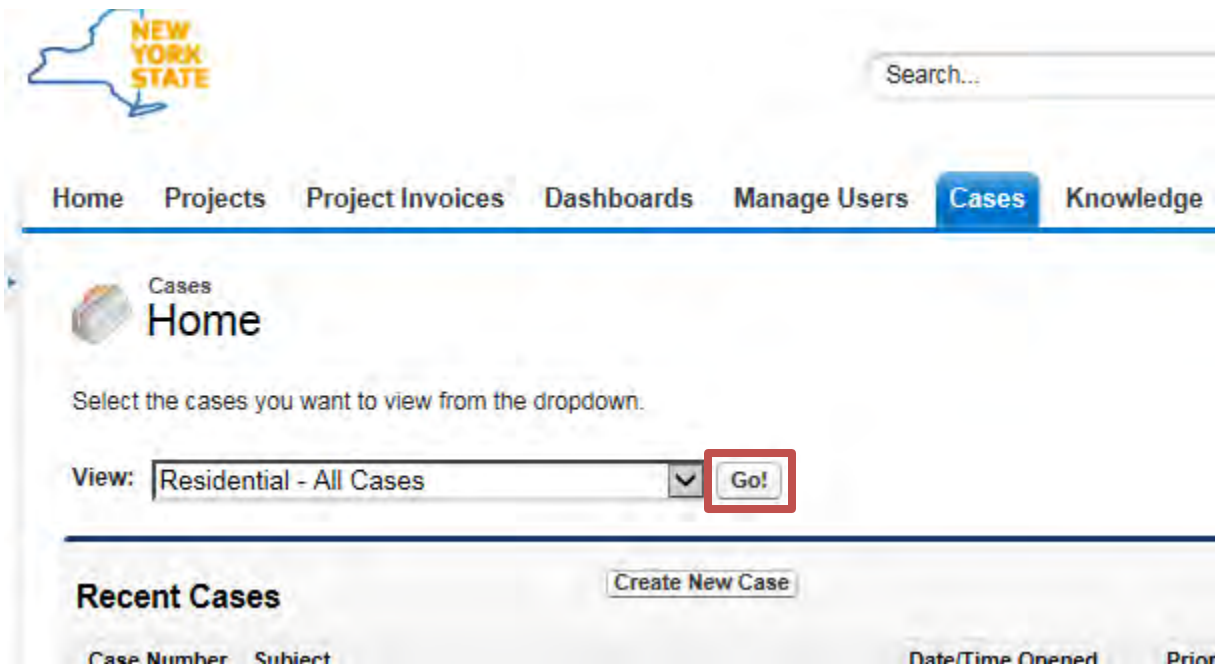 NEW
YORK
STATE
Search...
Home Projects Project Invoices Dashboards Manage Users Cases Knowledge
Cases
Home
Select the cases you want to view from the dropdown.
View: Residential - All Cases Go!
Recent Cases Create New Case
Case Number Subject Date/Time Opened Prior